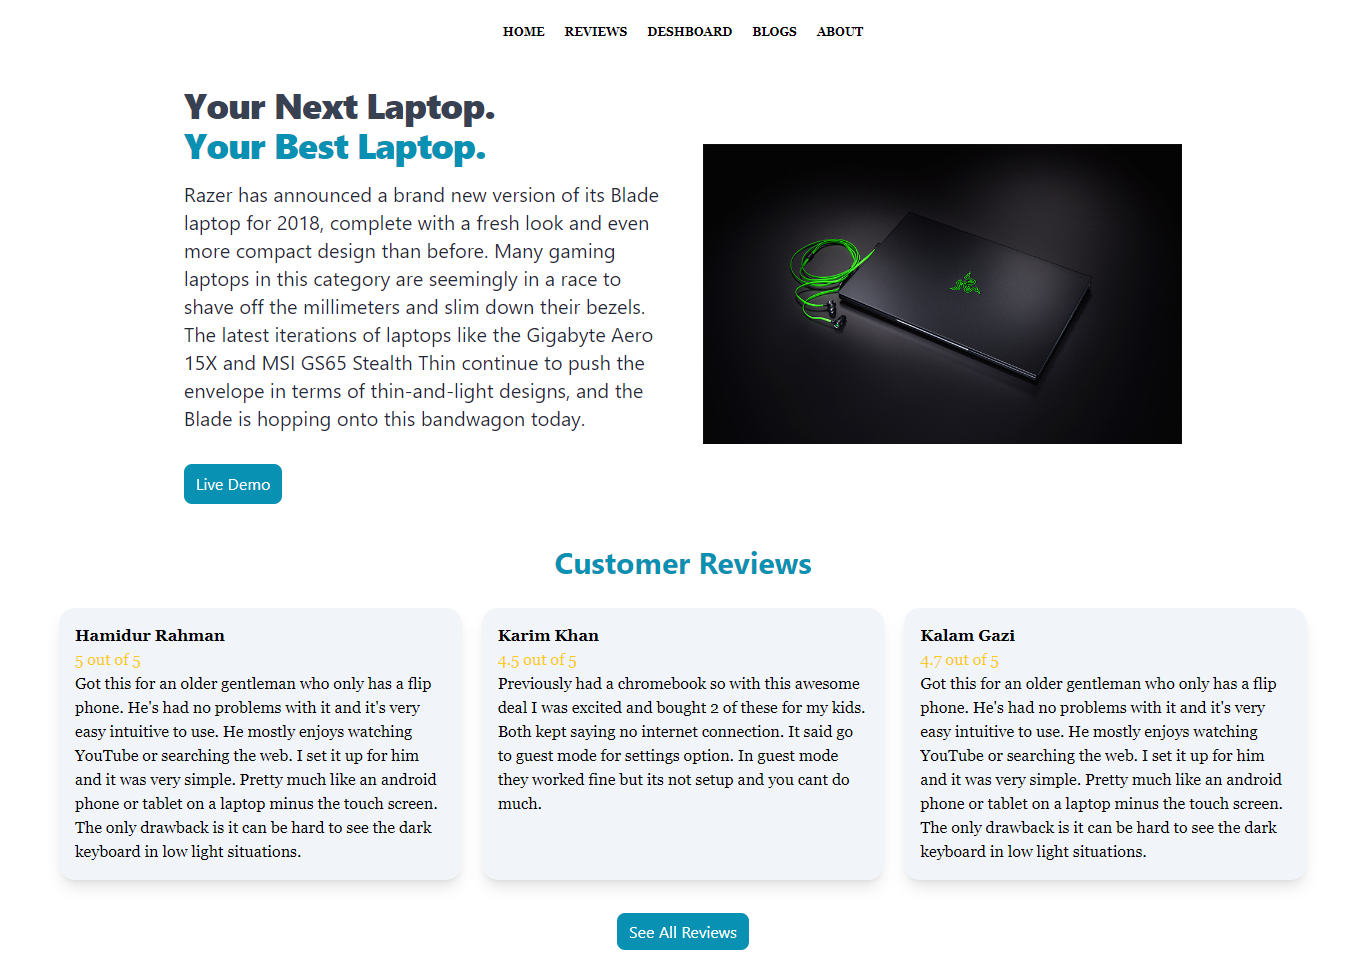 HOME REVIEWS DESHBOARD BLOGS ABOUT
Your Next Laptop.
Your Best Laptop.
Razer has announced a brand new version of its Blade
laptop for 2018, complete with a fresh look and even
more compact design than before. Many gaming
laptops in this category are seemingly in a race to
shave off the millimeters and slim down their bezels.
The latest iterations of laptops like the Gigabyte Aero
15X and MSI GS65 Stealth Thin continue to push the
envelope in terms of thin-and-light designs, and the
Blade is hopping onto this bandwagon today.
Live Demo
Customer Reviews
Hamidur Rahman
5 out of 5
Got this for an older gentleman who only has a flip
phone. He's had no problems with it and it's very
easy intuitive to use. He mostly enjoys watching
YouTube or searching the web. I set it up for him
and it was very simple. Pretty much like an android
phone or tablet on a laptop minus the touch screen.
The only drawback is it can be hard to see the dark
keyboard in low light situations.
Karim Khan
4.5 out of 5
Previously had a chromebook so with this awesome
deal I was excited and bought 2 of these for my kids.
Both kept saying no internet connection. It said go
to guest mode for settings option. In guest mode
they worked fine but its not setup and you cant do
much.
Kalam Gazi
4.7 out of 5
Got this for an older gentleman who only has a flip
phone. He's had no problems with it and it's very
easy intuitive to use. He mostly enjoys watching
YouTube or searching the web. I set it up for him
and it was very simple. Pretty much like an android
phone or tablet on a laptop minus the touch screen.
The only drawback is it can be hard to see the dark
keyboard in low light situations.
See All Reviews